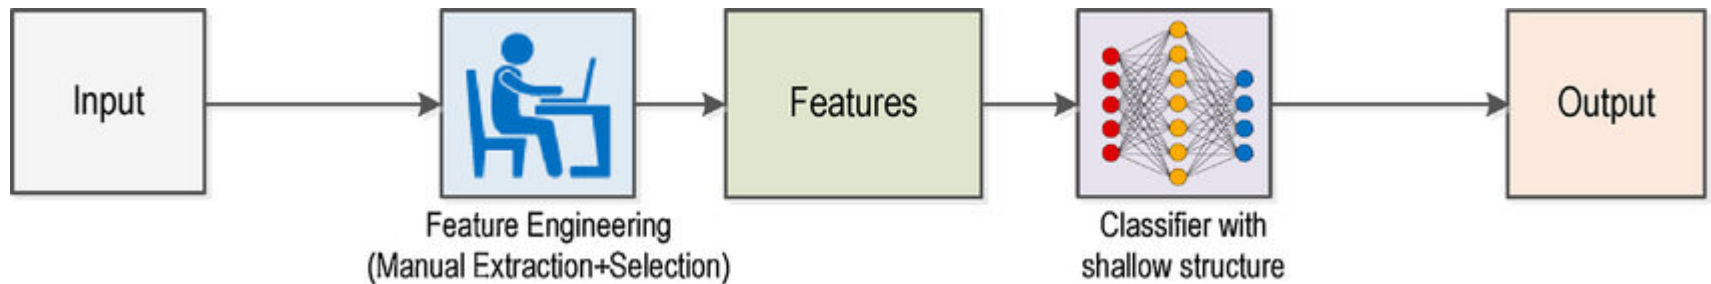 Input
Features
Output
Feature Engineering
(Manual Extraction+Selection)
Classifier with
shallow structure